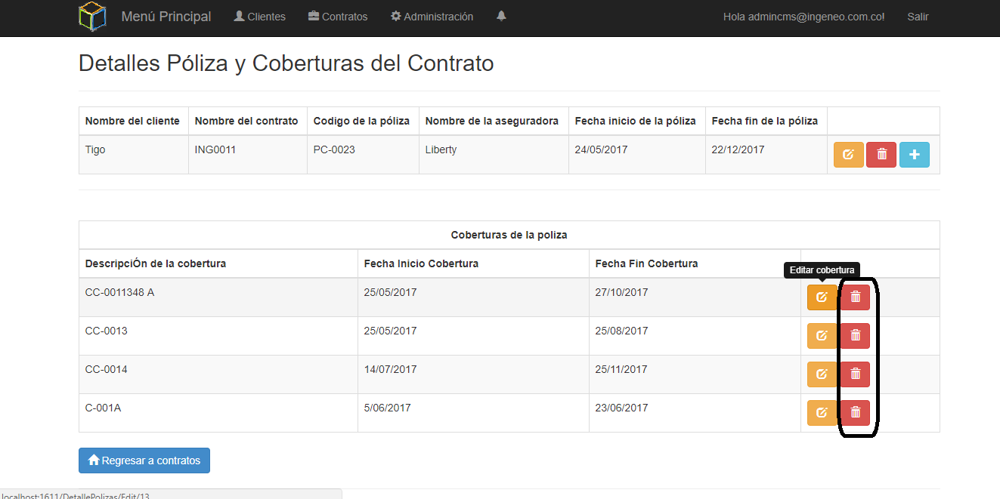 Menú Principal Clientes Contratos Administración Hola admincms@ingeneo.com.co! Salir
Detalles Póliza y Coberturas del Contrato
Nombre del cliente Nombre del contrato Codigo de la póliza Nombre de la aseguradora Fecha inicio de la póliza Fecha fin de la póliza
Tigo ING0011 PC-0023 Liberty 24/05/2017 22/12/2017
Coberturas de la poliza
DescripciÓn de la cobertura Fecha Inicio Cobertura Fecha Fin Cobertura
Editar cobertura
CC-0011348 A 25/05/2017 27/10/2017
CC-0013 25/05/2017 25/08/2017
CC-0014 14/07/2017 25/11/2017
C-001A 5/06/2017 23/06/2017
Regresar a contratos
localhost:1611/DetallePolizas/Edit/13